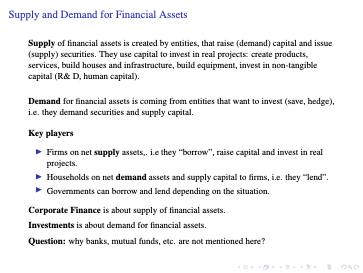 Supply and Demand for Financial Assets
Supply of financial assets is created by entities, that raise (demand) capital and issue
(supply) securities. They use capital to invest in real projects: create products,
services, build houses and infrastructure, build equipment, invest in non-tangible
capital (R& D, human capital).
Demand for financial assets is coming from entities that want to invest (save, hedge),
i.e. they demand securities and supply capital.
Key players
Firms on net supply assets,. i.e they “borrow”, raise capital and invest in real
projects.
Households on net demand assets and supply capital to firms, i.e. they “lend”.
Governments can borrow and lend depending on the situation.
Corporate Finance is about supply of financial assets.
Investments is about demand for financial assets.
Question: why banks, mutual funds, etc. are not mentioned here?